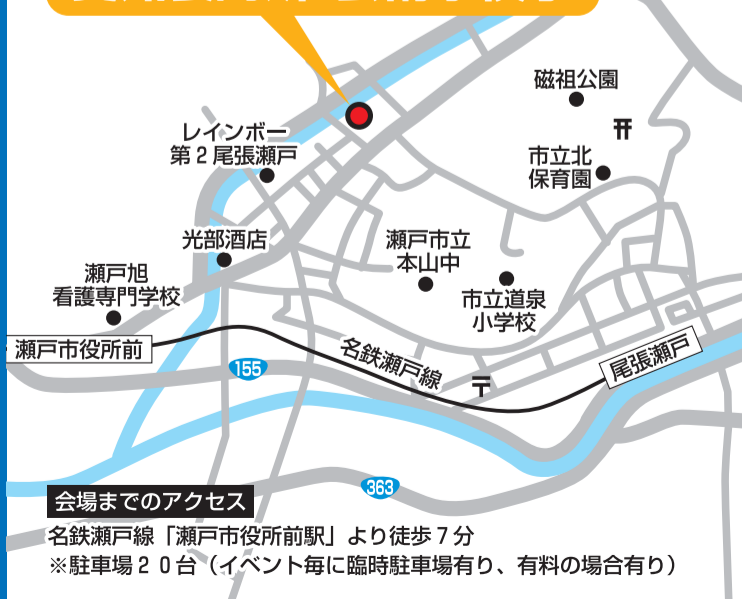 磁祖公園
レインボー
第２尾張瀬戸
市立北
保育園
光部酒店
瀬戸市立
本山中
瀬戸旭
看護専門学校
市立道泉
小学校
瀬戸市役所前
名鉄瀬戸線
尾張瀬戸
155
〒
363
会場までのアクセス
名鉄瀬戸線「瀬戸市役所前駅」より徒歩７分
※駐車場２０台（イベント毎に臨時駐車場有り、有料の場合有り）